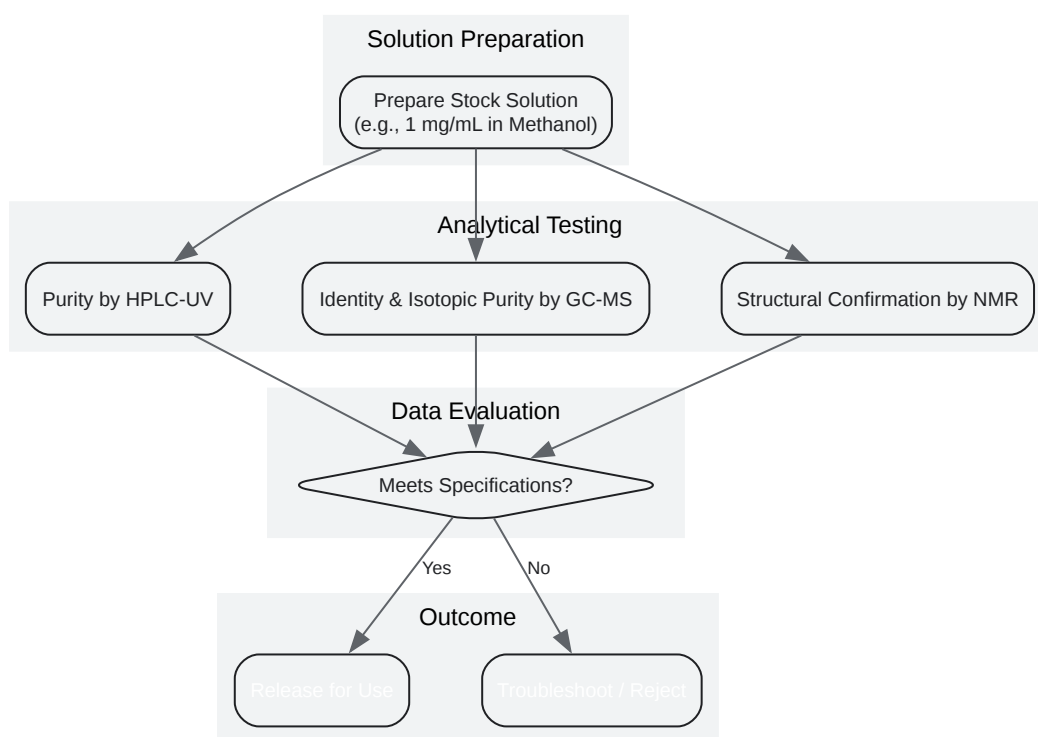 Solution Preparation
Prepare Stock Solution
(e.g., 1 mg/mL in Methanol)
Analytical Testing
Purity by HPLC-UV
Identity & Isotopic Purity by GC-MS
Structural Confirmation by NMR
Data Evaluation
Meets Specifications?
Yes
No
Outcome
Release for Use
Troubleshoot / Reject